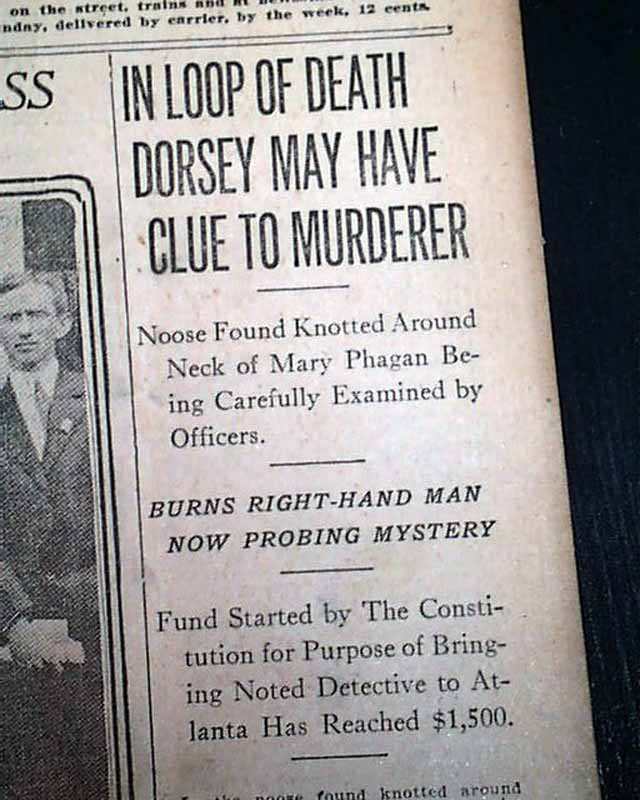 on the street, trains and at
nday, delivered by carrier, by the week, 12 cents.
SS
IN LOOP OF DEATH
DORSEY MAY HAVE
CLUE TO MURDERER
Noose Found Knotted Around
Neck of Mary Phagan Be-
ing Carefully Examined by
Officers.
BURNS RIGHT-HAND MAN
NOW PROBING MYSTERY
Fund Started by The Consti-
tution for Purpose of Bring-
ing Noted Detective to At-
lanta Has Reached $1,500.
the noose found knotted around